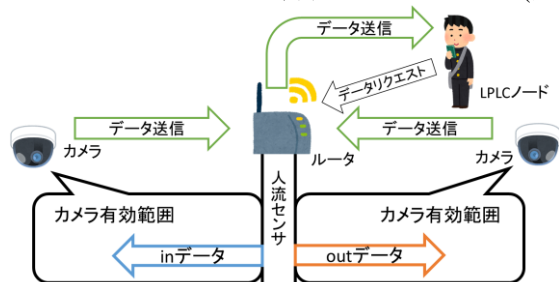 データ送信
データリクエスト
LPLCノード
データ送信
データ送信
カメラ
ルータ
カメラ
人流センサ
カメラ有効範囲
カメラ有効範囲
inデータ
outデータ